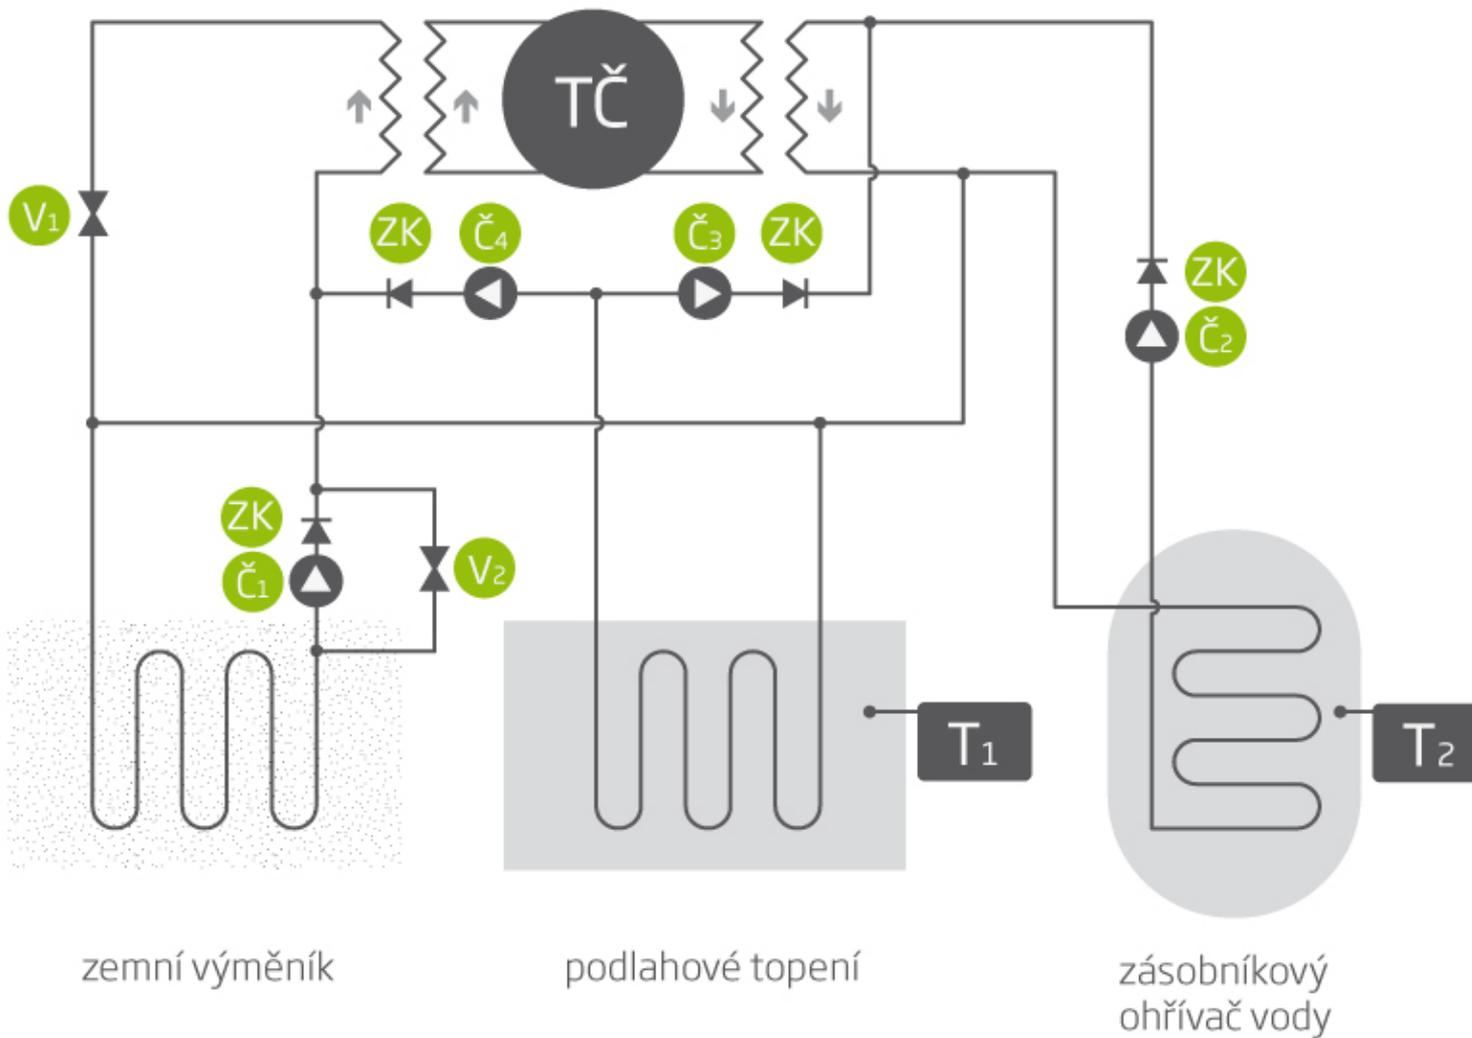 TČ
V1
ZK
Č4
Č3
ZK
ZK
Č2
ZK
Č1
V2
T1
T2
zemní výměník
podlahové topení
zásobníkový
ohřívač vody